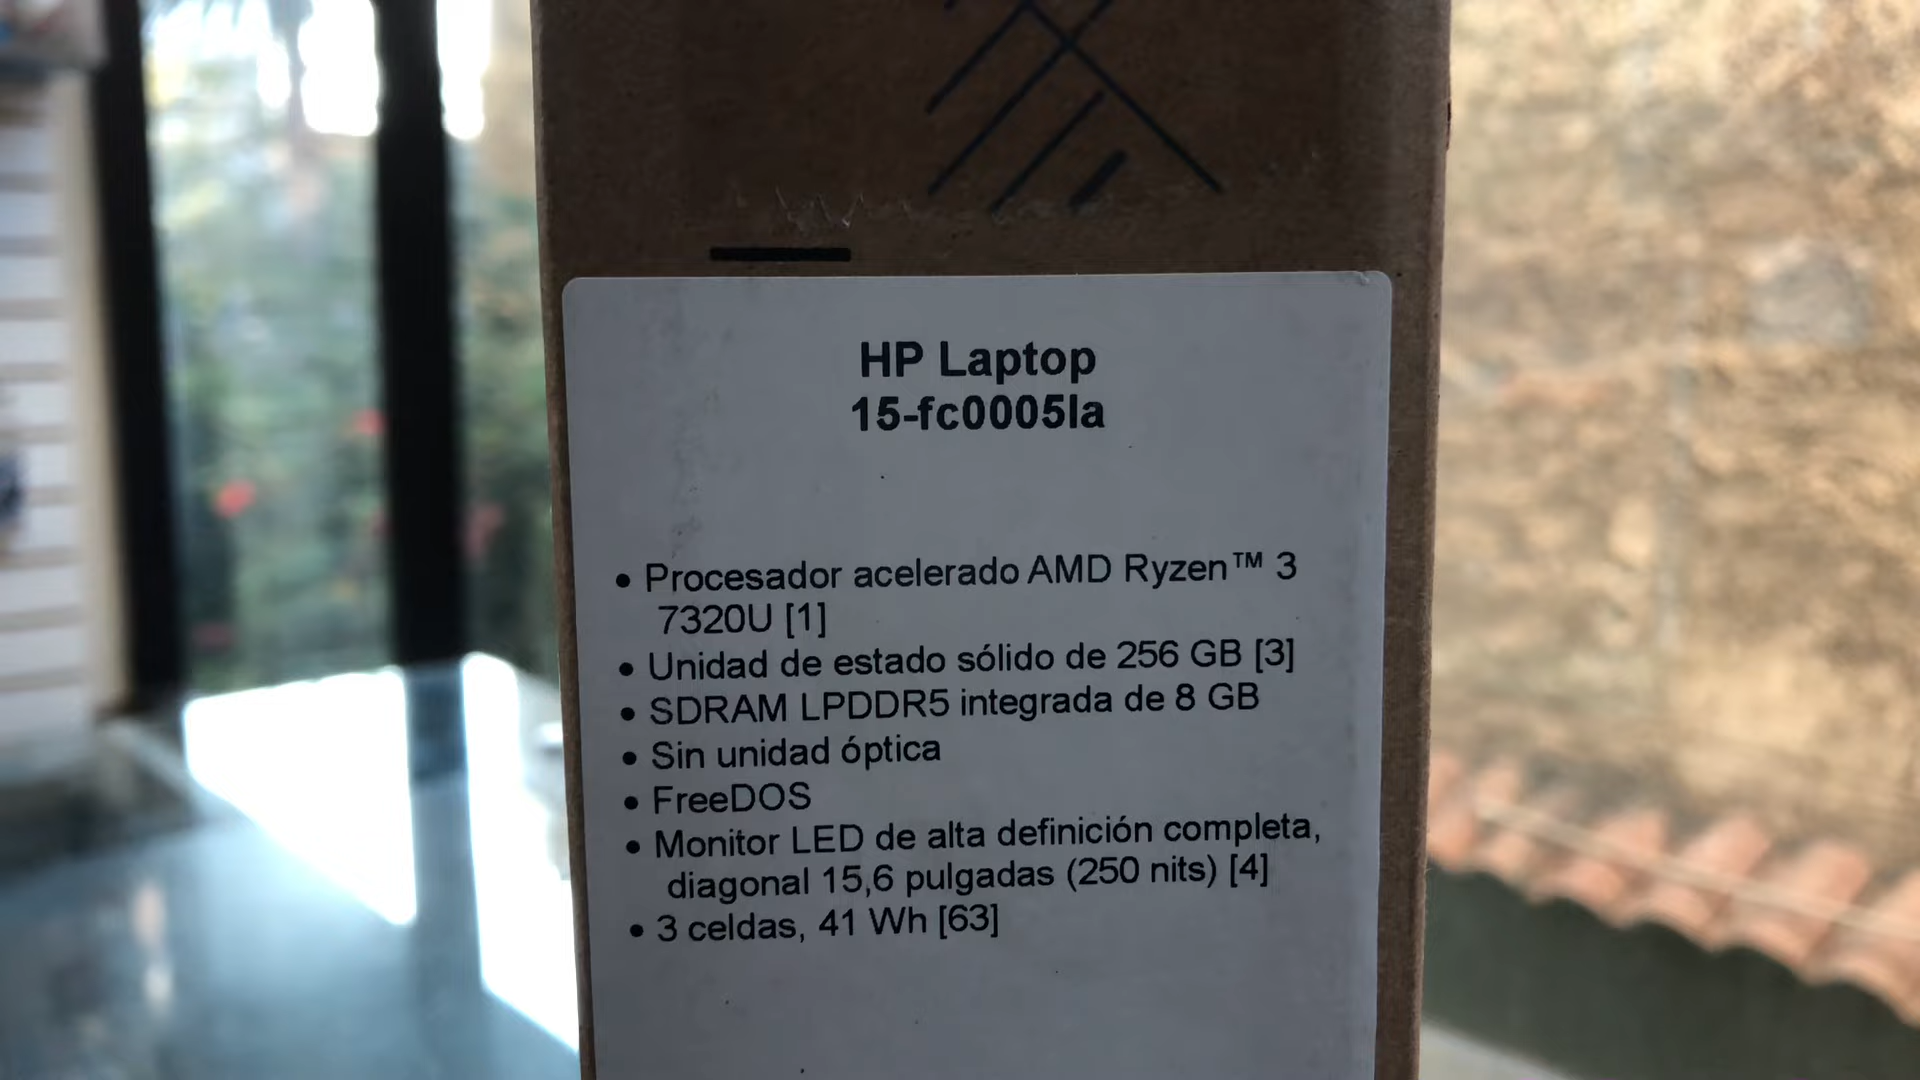 HP Laptop
15-fc0005la
• Procesador acelerado AMD Ryzen™ 3
7320U [1]
• Unidad de estado sólido de 256 GB [3]
• SDRAM LPDDR5 integrada de 8 GB
• Sin unidad óptica
• FreeDOS
• Monitor LED de alta definición completa,
diagonal 15,6 pulgadas (250 nits) [4]
• 3 celdas, 41 Wh [63]